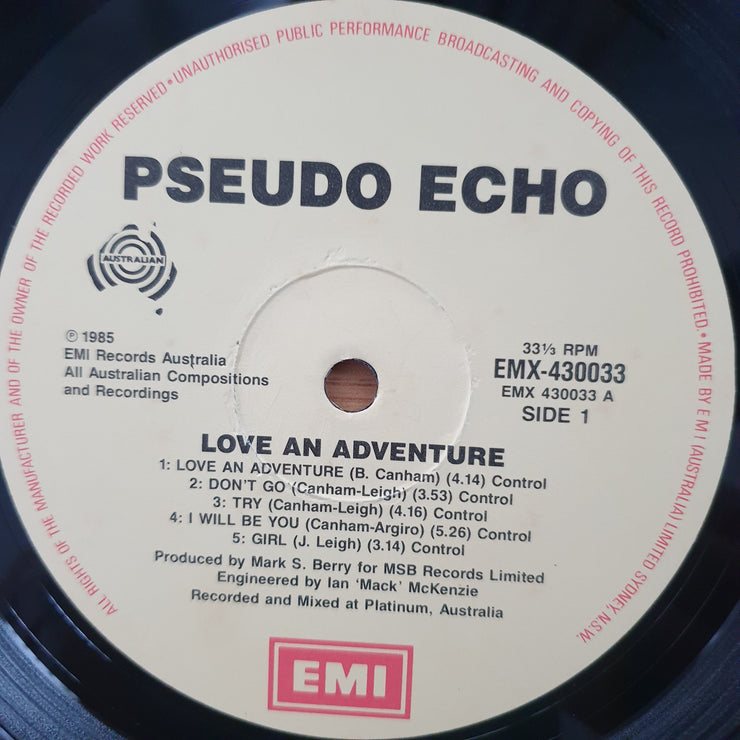 ALL RIGHTS OF THE MANUFACTURER AND OF THE OWNER OF THE RECORDED WORK RESERVED • UNAUTHORISED PUBLIC PERFORMANCE BROADCASTING AND COPYING OF THIS RECORD PROHIBITED. • MADE BY E M I (AUSTRALIA) LIMITED SYDNEY, N.S.W.
PSEUDO ECHO
AUSTRALIAN
℗ 1985
EMI Records Australia
All Australian Compositions
and Recordings
33⅓ RPM
EMX-430033
EMX 430033 A
SIDE 1
LOVE AN ADVENTURE
1: LOVE AN ADVENTURE (B. Canham) (4.14) Control
2: DON'T GO (Canham-Leigh) (3.53) Control
3: TRY (Canham-Leigh) (4.16) Control
4: I WILL BE YOU (Canham-Argiro) (5.26) Control
5: GIRL (J. Leigh) (3.14) Control
Produced by Mark S. Berry for MSB Records Limited
Engineered by Ian 'Mack' McKenzie
Recorded and Mixed at Platinum, Australia
EMI